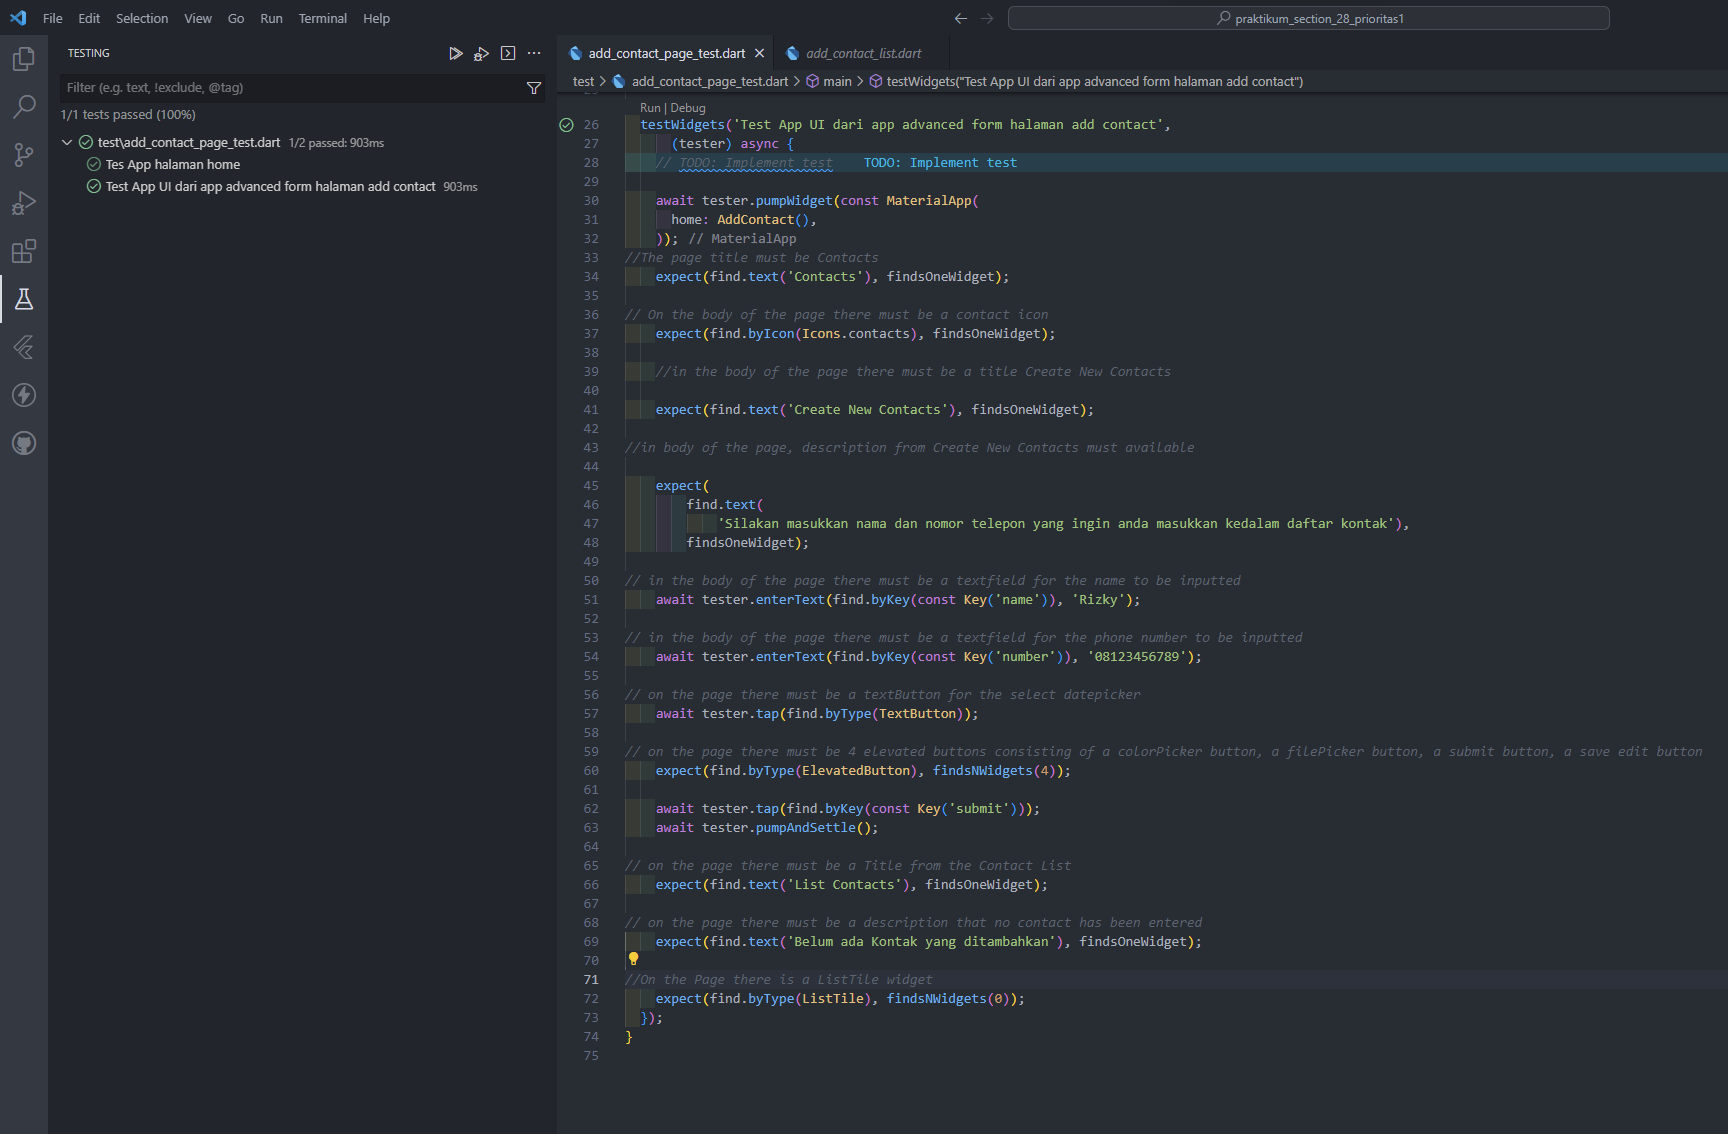 File Edit Selection View Go Run Terminal Help
praktikum_section_28_prioritas1
TESTING
Filter (e.g. text, !exclude, @tag)
1/1 tests passed (100%)
test\add_contact_page_test.dart 1/2 passed: 903ms
Tes App halaman home
Test App UI dari app advanced form halaman add contact 903ms
add_contact_page_test.dart
add_contact_list.dart
test > add_contact_page_test.dart > main > testWidgets("Test App UI dari app advanced form halaman add contact")
Run | Debug
26 testWidgets('Test App UI dari app advanced form halaman add contact',
27 (tester) async {
28 // TODO: Implement test TODO: Implement test
29
30 await tester.pumpWidget(const MaterialApp(
31 home: AddContact(),
32 )); // MaterialApp
33 //The page title must be Contacts
34 expect(find.text('Contacts'), findsOneWidget);
35
36 // On the body of the page there must be a contact icon
37 expect(find.byIcon(Icons.contacts), findsOneWidget);
38
39 //in the body of the page there must be a title Create New Contacts
40
41 expect(find.text('Create New Contacts'), findsOneWidget);
42
43 //in body of the page, description from Create New Contacts must available
44
45 expect(
46 find.text(
47 'Silakan masukkan nama dan nomor telepon yang ingin anda masukkan kedalam daftar kontak'),
48 findsOneWidget);
49
50 // in the body of the page there must be a textfield for the name to be inputted
51 await tester.enterText(find.byKey(const Key('name')), 'Rizky');
52
53 // in the body of the page there must be a textfield for the phone number to be inputted
54 await tester.enterText(find.byKey(const Key('number')), '08123456789');
55
56 // on the page there must be a textButton for the select datepicker
57 await tester.tap(find.byType(TextButton));
58
59 // on the page there must be 4 elevated buttons consisting of a colorPicker button, a filePicker button, a submit button, a save edit button
60 expect(find.byType(ElevatedButton), findsNWidgets(4));
61
62 await tester.tap(find.byKey(const Key('submit')));
63 await tester.pumpAndSettle();
64
65 // on the page there must be a Title from the Contact List
66 expect(find.text('List Contacts'), findsOneWidget);
67
68 // on the page there must be a description that no contact has been entered
69 expect(find.text('Belum ada Kontak yang ditambahkan'), findsOneWidget);
70
71 //On the Page there is a ListTile widget
72 expect(find.byType(ListTile), findsNWidgets(0));
73 });
74 }
75